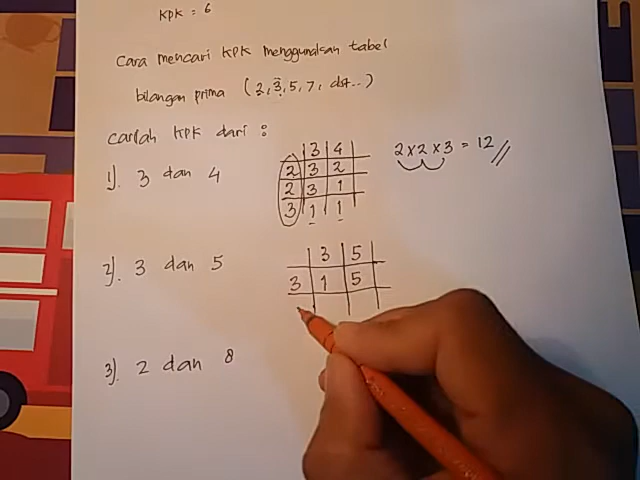 KPK = 6
Cara mencari KPK menggunakan tabel
bilangan prima (2, 3, 5, 7, dst...)
Carilah KPK dari :
1). 3 dan 4
3 4
2 3 2
2 3 1
3 1 1
2 x 2 x 3 = 12 //
2). 3 dan 5
3 5
3 1 5
3). 2 dan 8